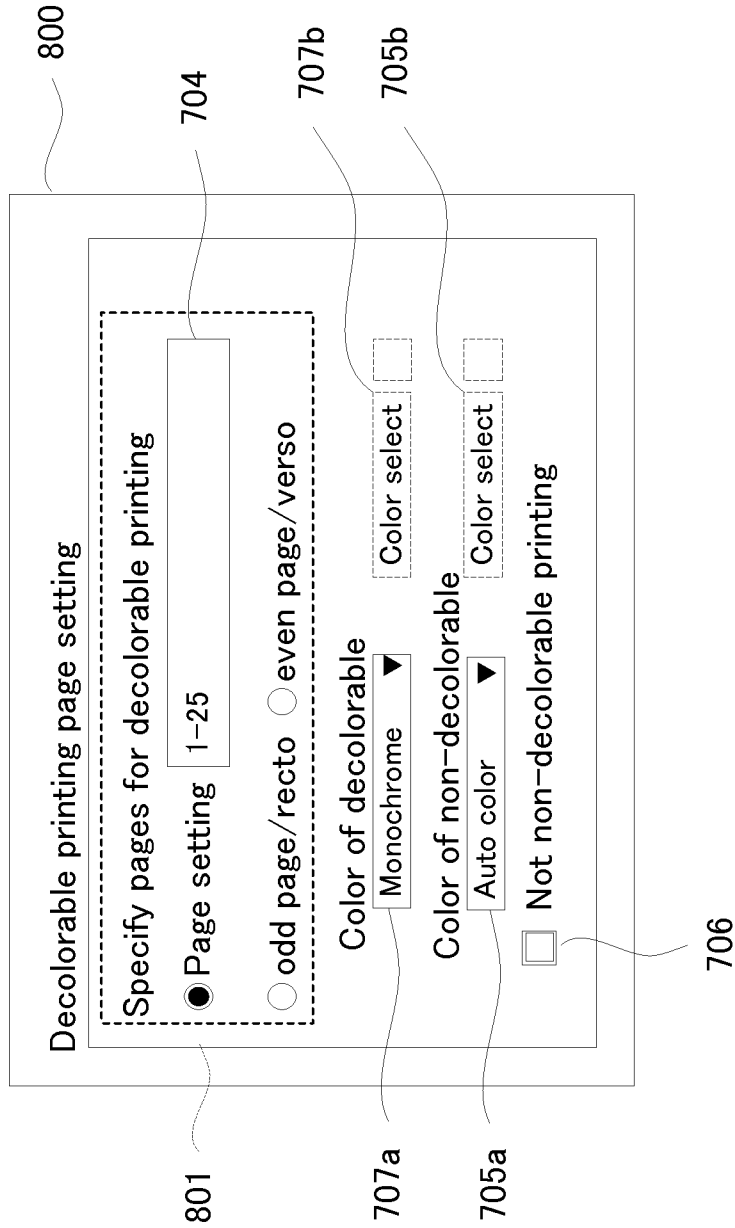 800
704
707b
705b
Decolorable printing page setting
Specify pages for decolorable printing
Page setting 1-25
odd page/recto even page/verso
Color of decolorable
Monochrome ▼ Color select
Color of non-decolorable
Auto color ▼ Color select
Not non-decolorable printing
801
707a
705a
706